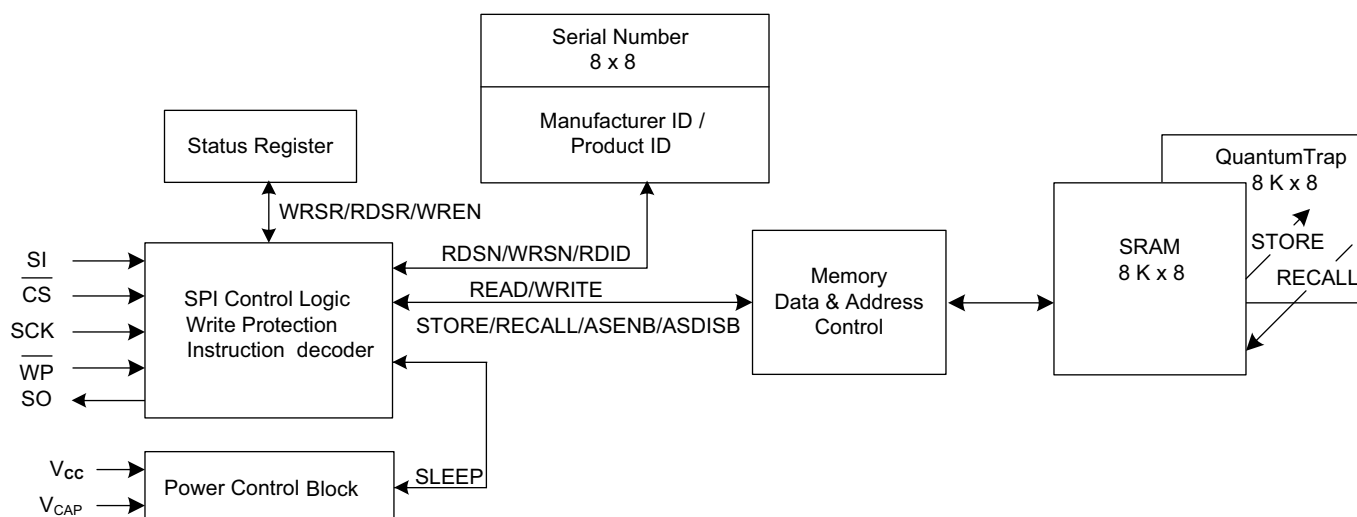 Serial Number
8 x 8
Manufacturer ID /
Product ID
Status Register
QuantumTrap
8 K x 8
WRSR/RDSR/WREN
SI
CS
SCK
WP
SO
SPI Control Logic
Write Protection
Instruction decoder
RDSN/WRSN/RDID
READ/WRITE
STORE/RECALL/ASENB/ASDISB
Memory
Data & Address
Control
SRAM
8 K x 8
STORE
RECALL
VCC
VCAP
Power Control Block
SLEEP